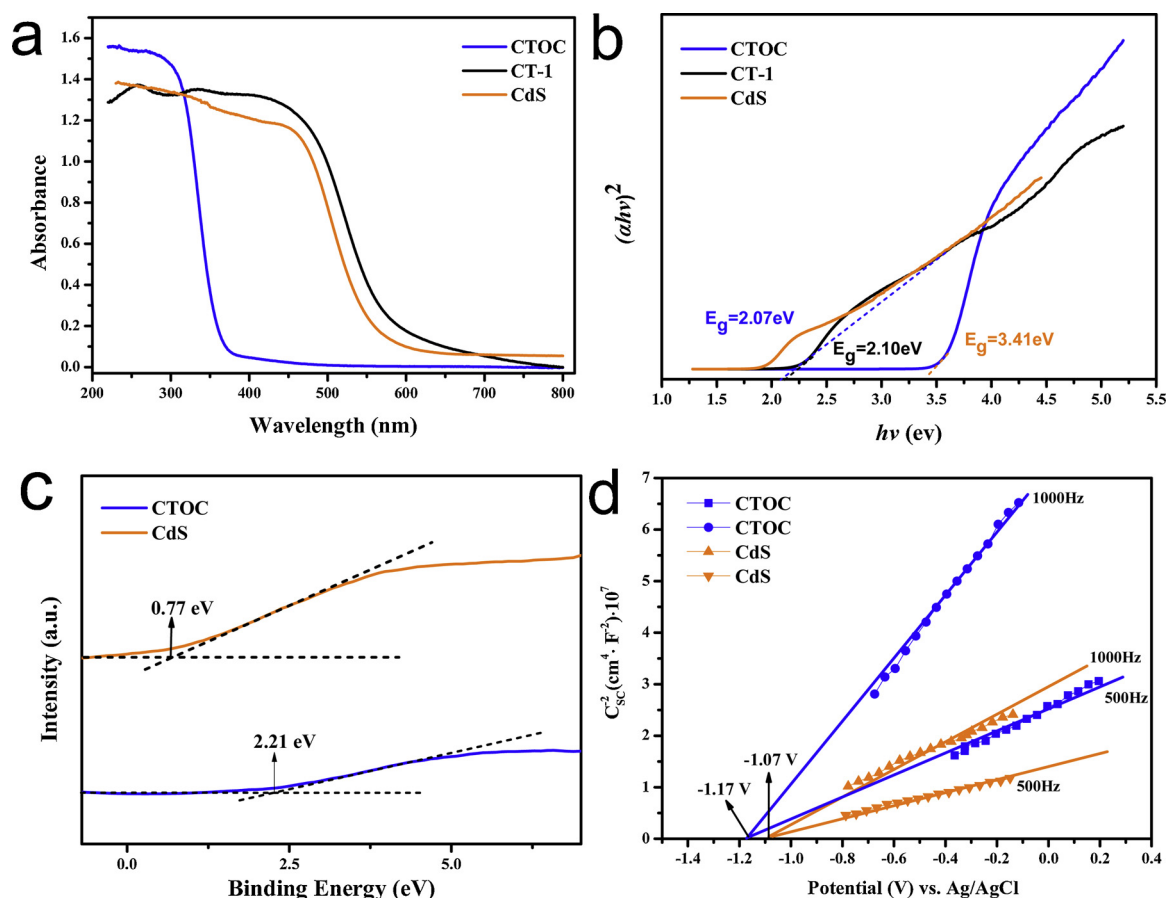 a
CTOC
CT-1
CdS
1.6
1.4
1.2
1.0
0.8
0.6
0.4
0.2
0.0
Absorbance
200 300 400 500 600 700 800
Wavelength (nm)
b
CTOC
CT-1
CdS
(αhν)²
Eg=2.07eV
Eg=2.10eV
Eg=3.41eV
1.0 1.5 2.0 2.5 3.0 3.5 4.0 4.5 5.0 5.5
hν (ev)
c
CTOC
CdS
0.77 eV
2.21 eV
Intensity (a.u.)
0.0 2.5 5.0
Binding Energy (eV)
d
CTOC
CTOC
CdS
CdS
1000Hz
1000Hz
500Hz
500Hz
-1.07 V
-1.17 V
7
6
5
4
3
2
1
0
C⁻²SC(cm⁴· F⁻²)·10⁷
-1.4 -1.2 -1.0 -0.8 -0.6 -0.4 -0.2 0.0 0.2 0.4
Potential (V) vs. Ag/AgCl